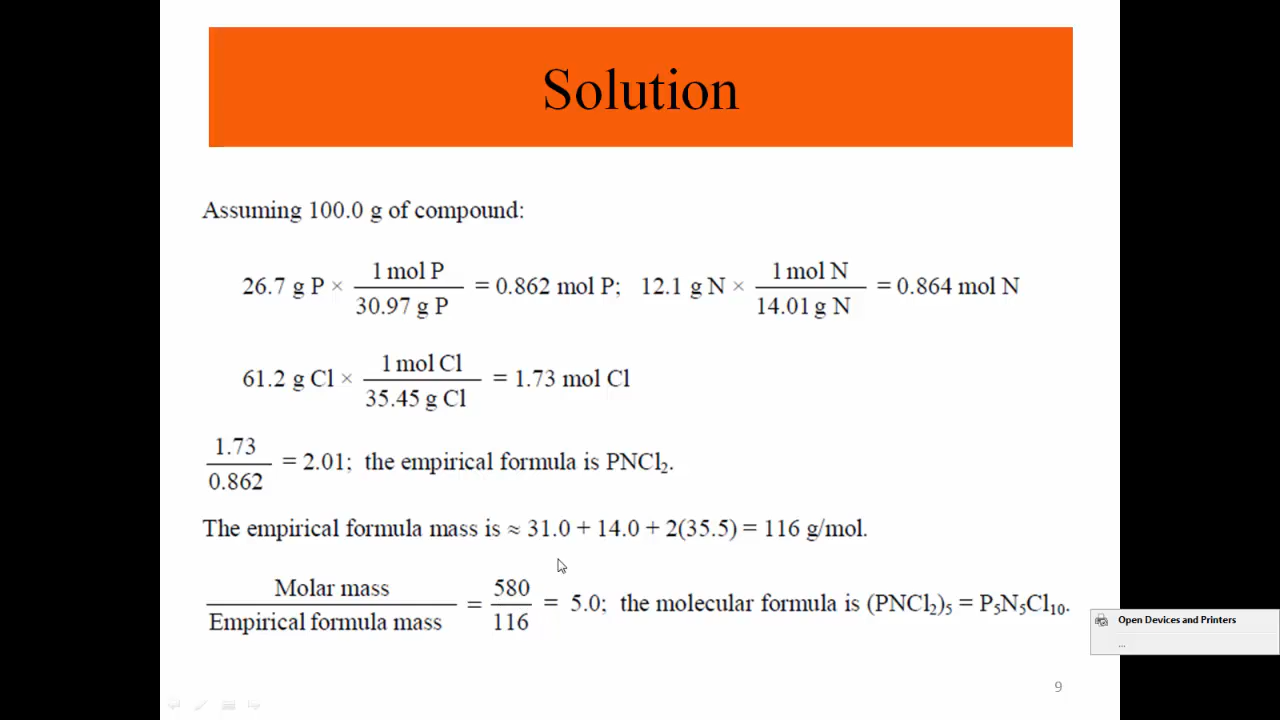 Solution
Assuming 100.0 g of compound:
26.7 g P × 1 mol P / 30.97 g P = 0.862 mol P; 12.1 g N × 1 mol N / 14.01 g N = 0.864 mol N
61.2 g Cl × 1 mol Cl / 35.45 g Cl = 1.73 mol Cl
1.73 / 0.862 = 2.01; the empirical formula is PNCl₂.
The empirical formula mass is ≈ 31.0 + 14.0 + 2(35.5) = 116 g/mol.
Molar mass / Empirical formula mass = 580 / 116 = 5.0; the molecular formula is (PNCl₂)₅ = P₅N₅Cl₁₀.
Open Devices and Printers
...
9